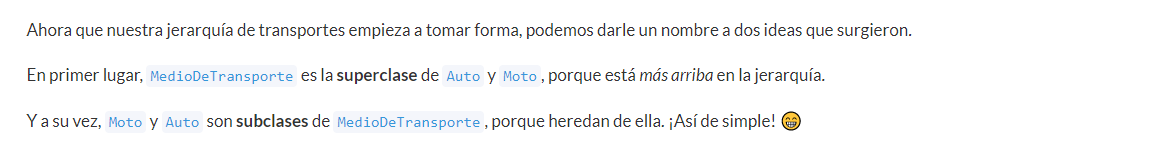 Ahora que nuestra jerarquía de transportes empieza a tomar forma, podemos darle un nombre a dos ideas que surgieron.
En primer lugar, MedioDeTransporte es la superclase de Auto y Moto, porque está más arriba en la jerarquía.
Y a su vez, Moto y Auto son subclases de MedioDeTransporte, porque heredan de ella. ¡Así de simple! 😁